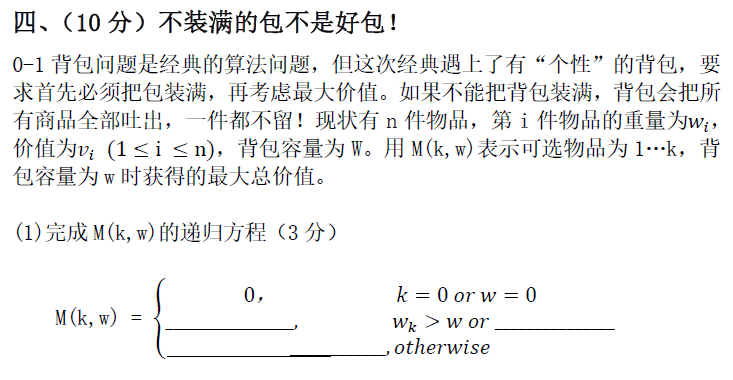 四、（10 分）不装满的包不是好包！
0-1 背包问题是经典的算法问题，但这次经典遇上了有“个性”的背包，要
求首先必须把包装满，再考虑最大价值。如果不能把背包装满，背包会把所
有商品全部吐出，一件都不留！现状有 n 件物品，第 i 件物品的重量为wᵢ，
价值为vᵢ (1 ≤ i ≤ n)，背包容量为 W。用 M(k,w)表示可选物品为 1…k，背
包容量为 w 时获得的最大总价值。
(1)完成 M(k,w)的递归方程（3 分）
0， k = 0 or w = 0
M(k,w) = { _______________, wₖ > w or _______________
_____________________, otherwise